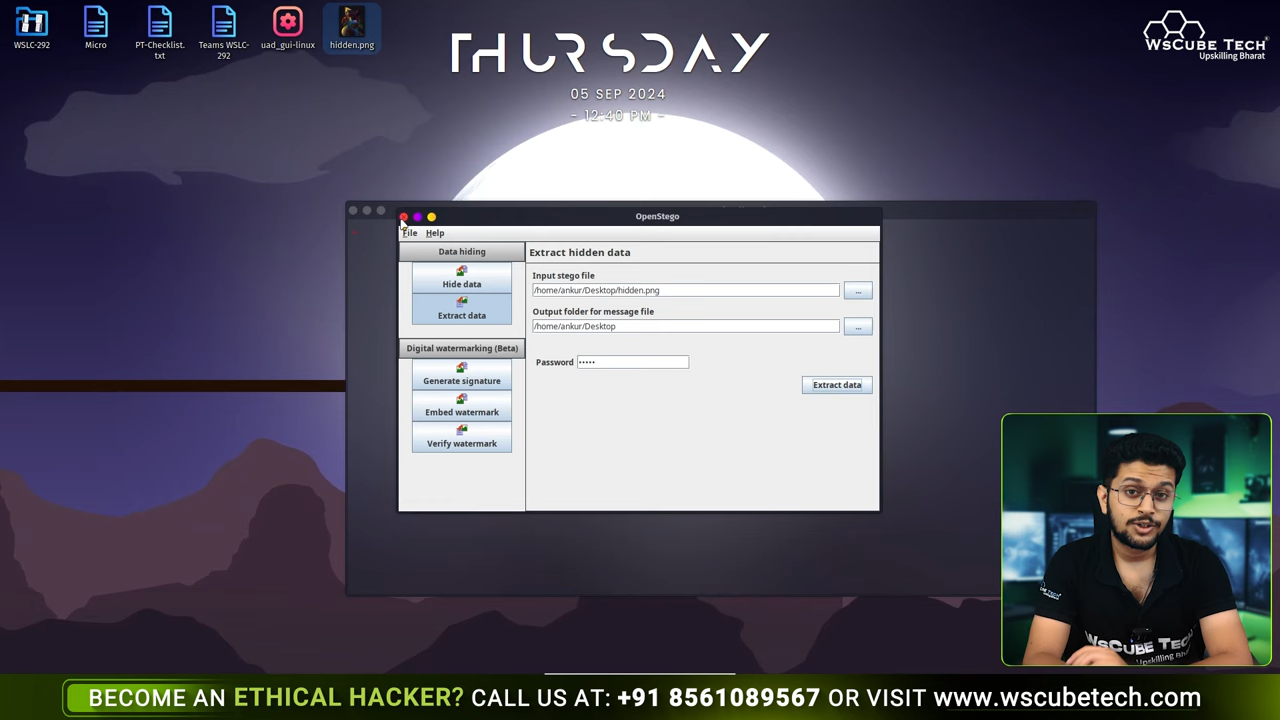 WSLC-292
Micro
PT-Checklist.
txt
Teams WSLC-
292
uad_gui-linux
hidden.png
THURSDAY
05 SEP 2024
- 12:40 PM -
WsCube Tech®
Upskilling Bharat
OpenStego
File Help
Data hiding
Hide data
Extract data
Digital watermarking (Beta)
Generate signature
Embed watermark
Verify watermark
Extract hidden data
Input stego file
/home/ankur/Desktop/hidden.png
...
Output folder for message file
/home/ankur/Desktop
...
Password •••••
Extract data
WsCube Tech
BECOME AN ETHICAL HACKER? CALL US AT: +91 8561089567 OR VISIT www.wscubetech.com